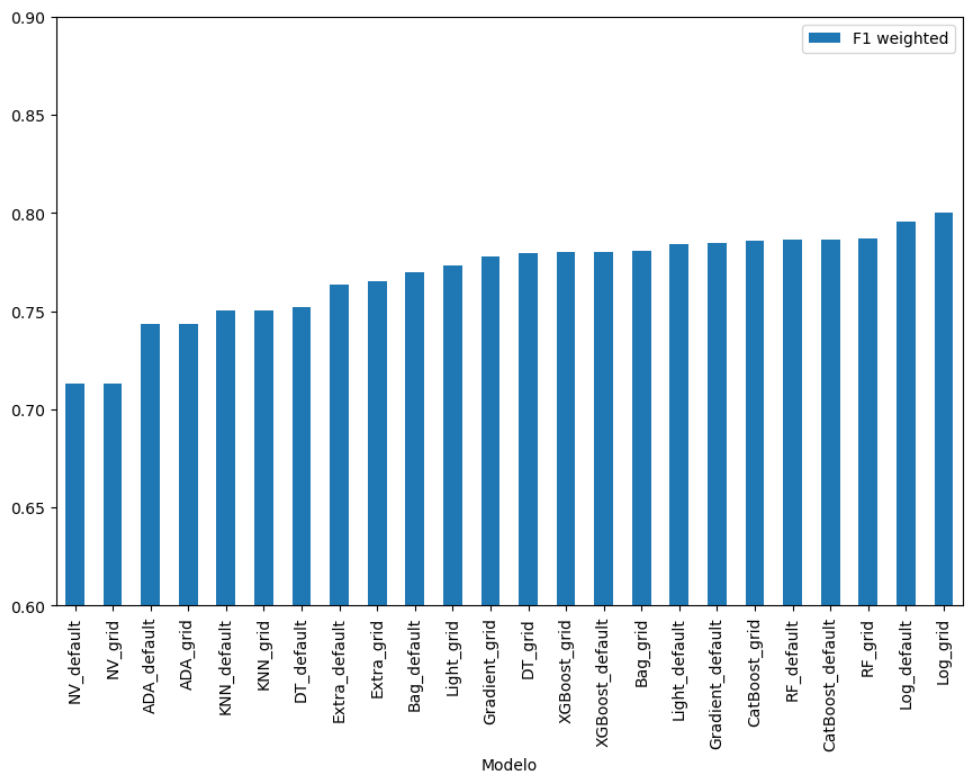 0.90
0.85
0.80
0.75
0.70
0.65
0.60
F1 weighted
NV_default
NV_grid
ADA_default
ADA_grid
KNN_default
KNN_grid
DT_default
Extra_default
Extra_grid
Bag_default
Light_grid
Gradient_grid
DT_grid
XGBoost_grid
XGBoost_default
Bag_grid
Light_default
Gradient_default
CatBoost_grid
RF_default
CatBoost_default
RF_grid
Log_default
Log_grid
Modelo